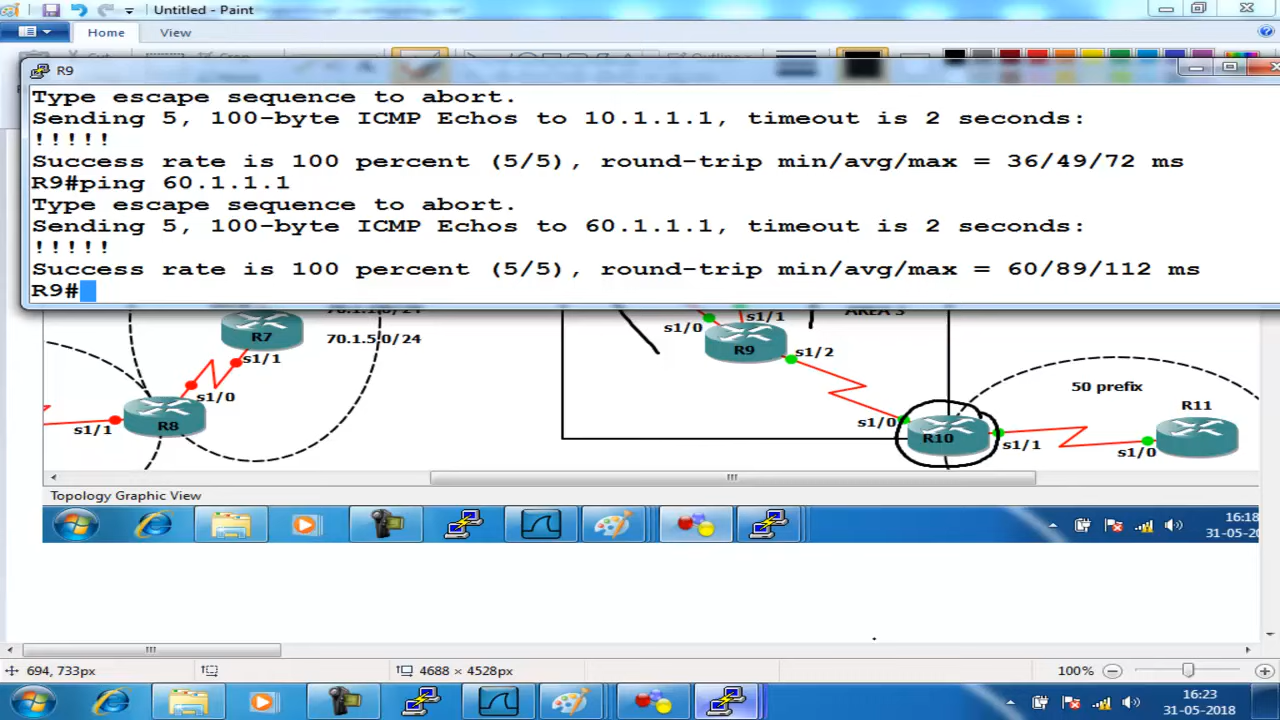 Untitled - Paint
Home View
R9
Type escape sequence to abort.
Sending 5, 100-byte ICMP Echos to 10.1.1.1, timeout is 2 seconds:
!!!!!
Success rate is 100 percent (5/5), round-trip min/avg/max = 36/49/72 ms
R9#ping 60.1.1.1
Type escape sequence to abort.
Sending 5, 100-byte ICMP Echos to 60.1.1.1, timeout is 2 seconds:
!!!!!
Success rate is 100 percent (5/5), round-trip min/avg/max = 60/89/112 ms
R9#
R7
s1/1
70.1.5.0/24
s1/0
R8
s1/1
s1/0
s1/1
R9
s1/2
s1/0
R10
s1/1
50 prefix
R11
s1/0
Topology Graphic View
16:18
31-05-20
694, 733px
4688 × 4528px
100%
16:23
31-05-2018